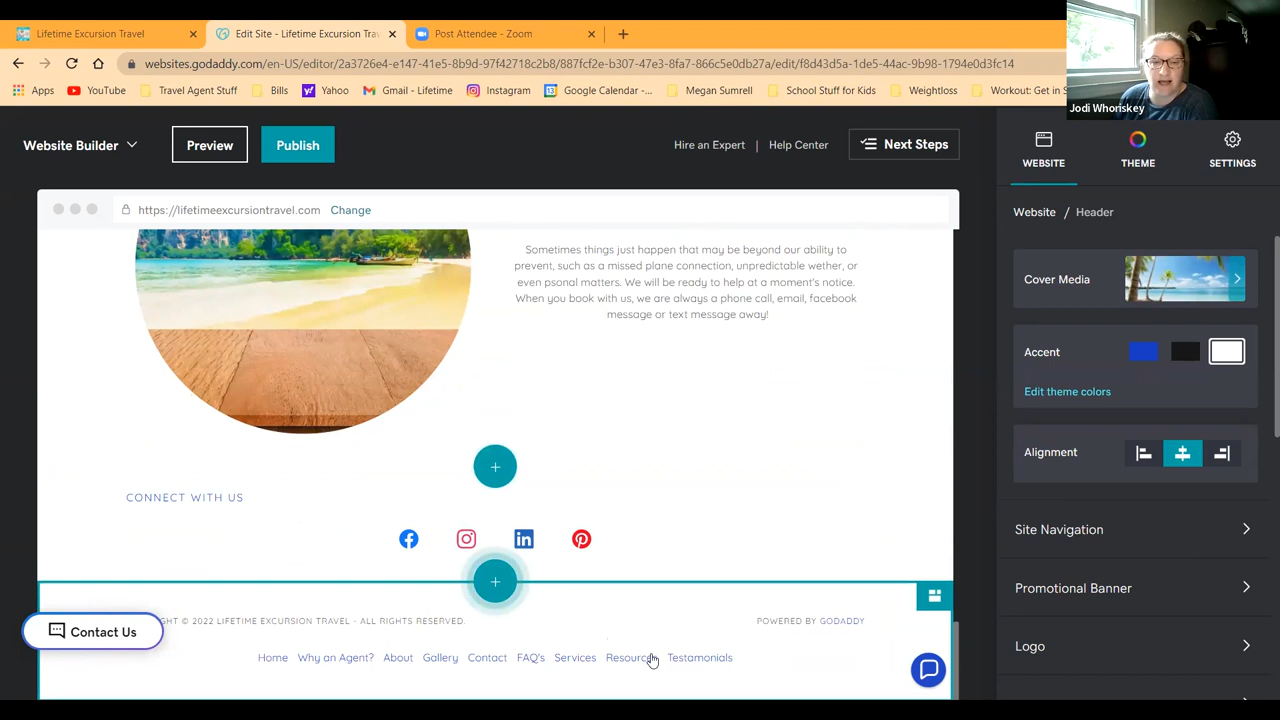 Lifetime Excursion Travel
Edit Site - Lifetime Excursion Tra
Post Attendee - Zoom
websites.godaddy.com/en-US/editor/2a3726ef-e147-41e5-8b9d-97f42718c2b8/887fcf2e-b307-47e3-8fa7-866c5e0db27a/edit/f8d43d5a-1de5-44ac-9b98-1794e0d3fc14
Apps
YouTube
Travel Agent Stuff
Bills
Yahoo
Gmail - Lifetime
Instagram
Google Calendar -...
Megan Sumrell
School Stuff for Kids
Weightloss
Workout: Get in S
Jodi Whoriskey
Website Builder
Preview
Publish
Hire an Expert | Help Center
Next Steps
WEBSITE
THEME
SETTINGS
https://lifetimeexcursiontravel.com Change
Website / Header
Sometimes things just happen that may be beyond our ability to
prevent, such as a missed plane connection, unpredictable wether, or
even psonal matters. We will be ready to help at a moment's notice.
When you book with us, we are always a phone call, email, facebook
message or text message away!
Cover Media
Accent
Edit theme colors
Alignment
CONNECT WITH US
Site Navigation
Promotional Banner
Logo
GHT © 2022 LIFETIME EXCURSION TRAVEL - ALL RIGHTS RESERVED.
POWERED BY GODADDY
Contact Us
Home Why an Agent? About Gallery Contact FAQ's Services Testamonials